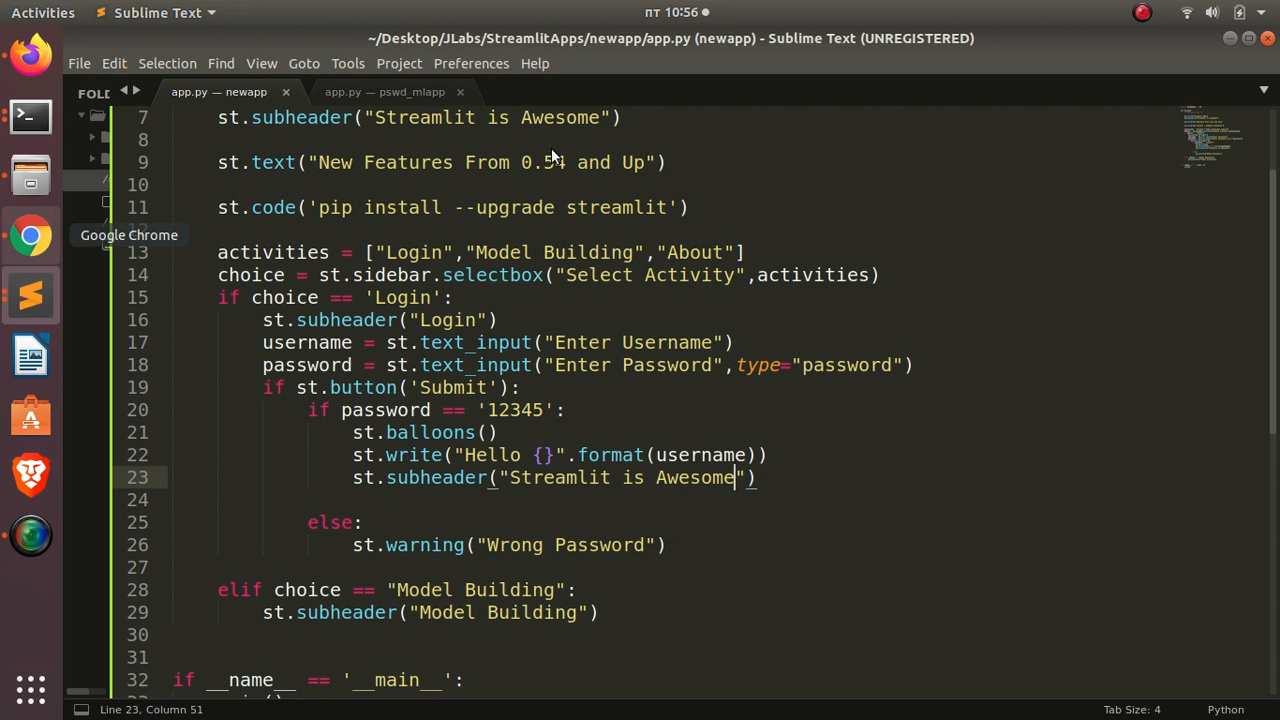 Activities Sublime Text пт 10:56
~/Desktop/JLabs/StreamlitApps/newapp/app.py (newapp) - Sublime Text (UNREGISTERED)
File Edit Selection Find View Goto Tools Project Preferences Help
FOLD app.py — newapp × app.py — pswd_mlapp ×
7 st.subheader("Streamlit is Awesome")
8
9 st.text("New Features From 0.54 and Up")
10
11 st.code('pip install --upgrade streamlit')
Google Chrome
13 activities = ["Login","Model Building","About"]
14 choice = st.sidebar.selectbox("Select Activity",activities)
15 if choice == 'Login':
16 st.subheader("Login")
17 username = st.text_input("Enter Username")
18 password = st.text_input("Enter Password",type="password")
19 if st.button('Submit'):
20 if password == '12345':
21 st.balloons()
22 st.write("Hello {}".format(username))
23 st.subheader("Streamlit is Awesome")
24
25 else:
26 st.warning("Wrong Password")
27
28 elif choice == "Model Building":
29 st.subheader("Model Building")
30
31
32 if __name__ == '__main__':
Line 23, Column 51 Tab Size: 4 Python